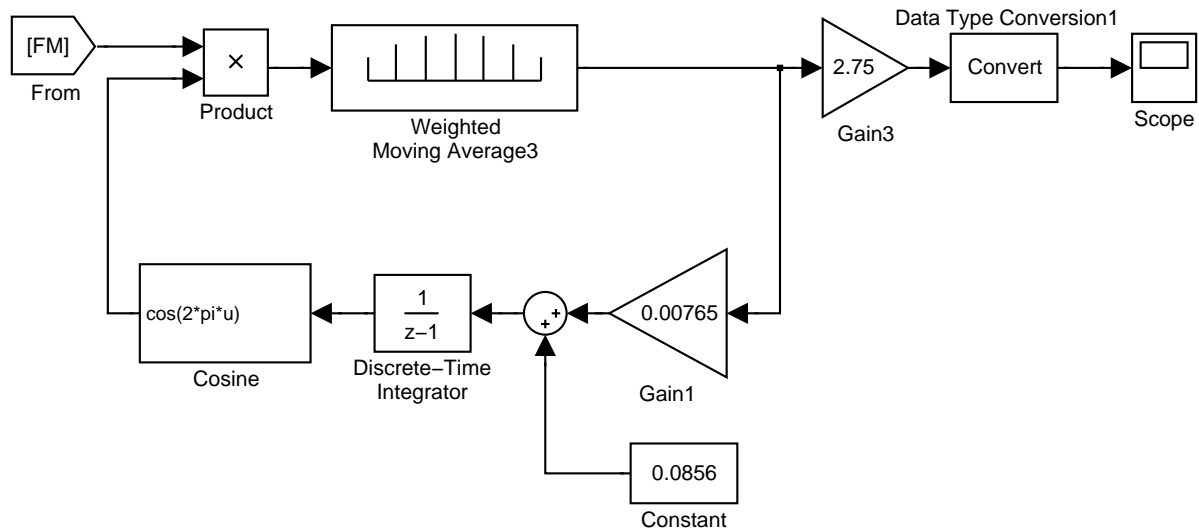 Data Type Conversion1
[FM]
From
×
Product
Weighted
Moving Average3
2.75
Gain3
Convert
Scope
cos(2*pi*u)
Cosine
1
z−1
Discrete−Time
Integrator
+
+
0.00765
Gain1
0.0856
Constant